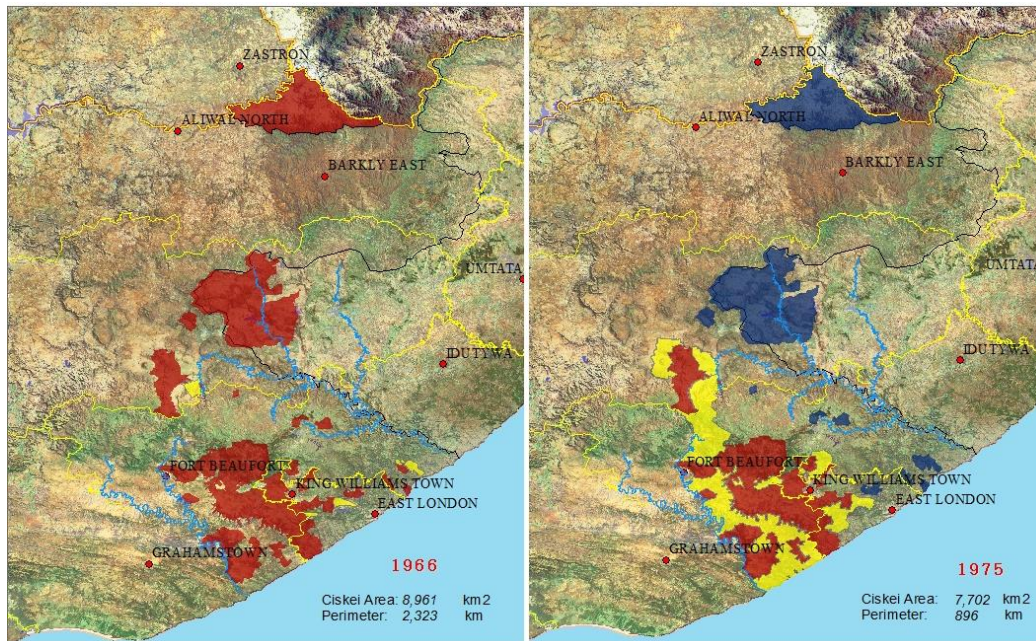 ZASTRON
ALIWAL NORTH
BARKLY EAST
UMTATA
IDUTYWA
FORT BEAUFORT
KING WILLIAMS TOWN
EAST LONDON
GRAHAMSTOWN
1966
Ciskei Area: 8,961 km2
Perimeter: 2,323 km
ZASTRON
ALIWAL NORTH
BARKLY EAST
UMTATA
IDUTYWA
FORT BEAUFORT
KING WILLIAMS TOWN
EAST LONDON
GRAHAMSTOWN
1975
Ciskei Area: 7,702 km2
Perimeter: 896 km